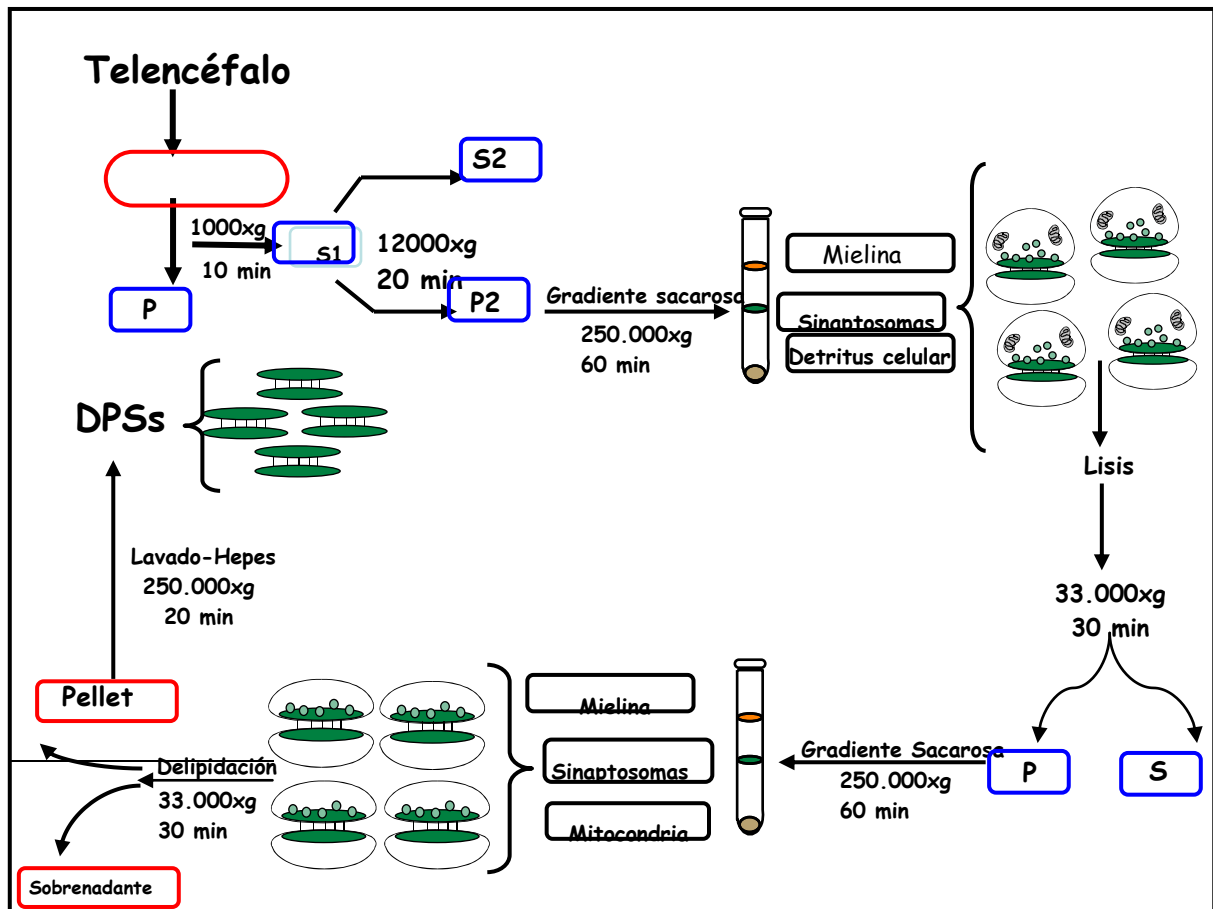 Telencéfalo
S2
1000xg
10 min
S1
12000xg
20 min
P
P2
Gradiente sacarosa
250.000xg
60 min
Mielina
Sinaptosomas
Detritus celular
DPSs
Lisis
Lavado-Hepes
250.000xg
20 min
33.000xg
30 min
Pellet
Mielina
Sinaptosomas
Mitocondria
Gradiente Sacarosa
250.000xg
60 min
P
S
Delipidación
33.000xg
30 min
Sobrenadante